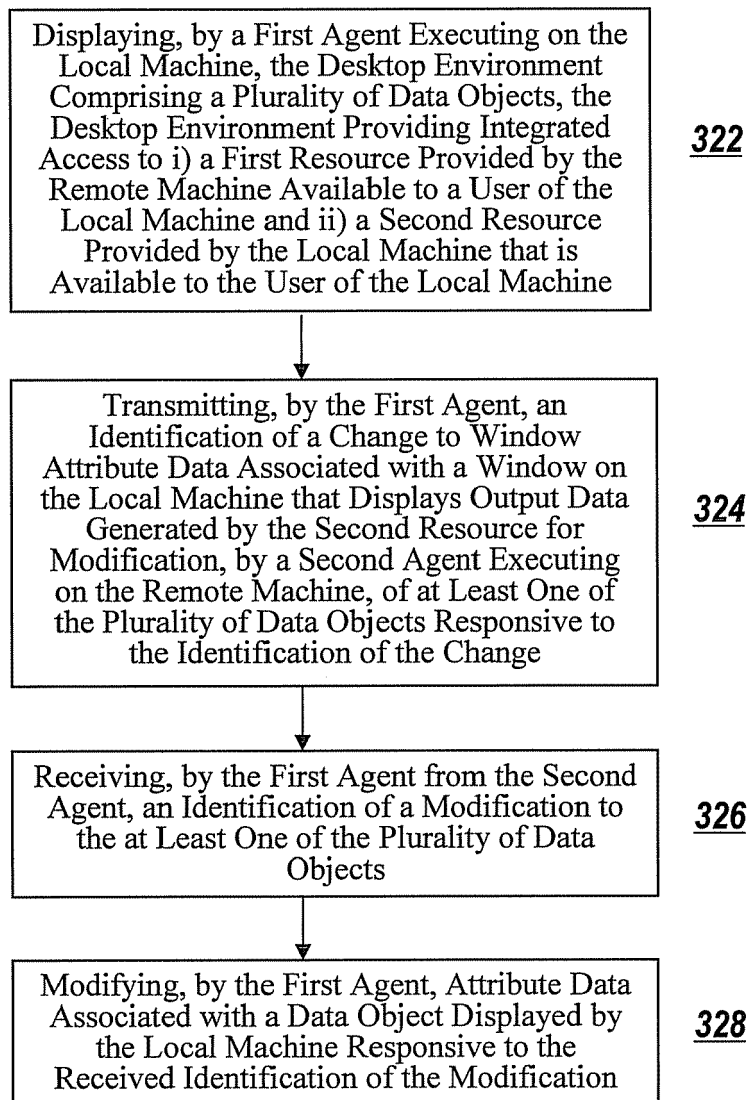 Displaying, by a First Agent Executing on the
Local Machine, the Desktop Environment
Comprising a Plurality of Data Objects, the
Desktop Environment Providing Integrated
Access to i) a First Resource Provided by the
Remote Machine Available to a User of the
Local Machine and ii) a Second Resource
Provided by the Local Machine that is
Available to the User of the Local Machine
322
Transmitting, by the First Agent, an
Identification of a Change to Window
Attribute Data Associated with a Window on
the Local Machine that Displays Output Data
Generated by the Second Resource for
Modification, by a Second Agent Executing
on the Remote Machine, of at Least One of
the Plurality of Data Objects Responsive to
the Identification of the Change
324
Receiving, by the First Agent from the Second
Agent, an Identification of a Modification to
the at Least One of the Plurality of Data
Objects
326
Modifying, by the First Agent, Attribute Data
Associated with a Data Object Displayed by
the Local Machine Responsive to the
Received Identification of the Modification
328